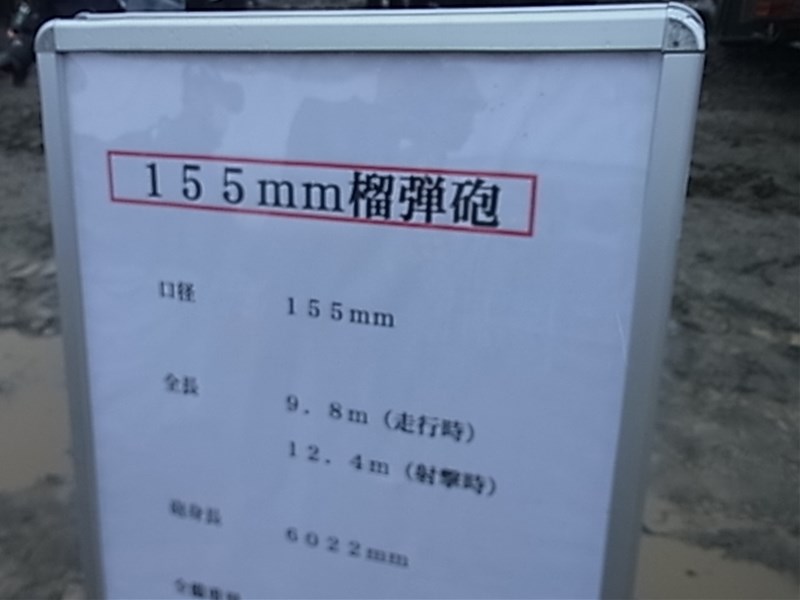 １５５mm榴弾砲
口径　１５５mm
全長　９．８m（走行時）
１２．４m（射撃時）
砲身長　６０２２mm